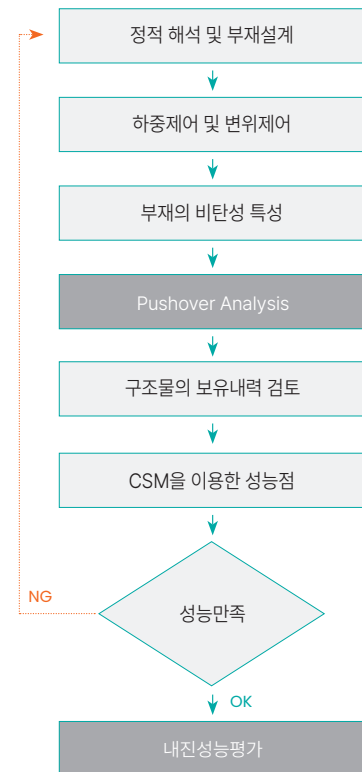 정적 해석 및 부재설계
하중제어 및 변위제어
부재의 비탄성 특성
Pushover Analysis
구조물의 보유내력 검토
CSM을 이용한 성능점
NG
성능만족
OK
내진성능평가